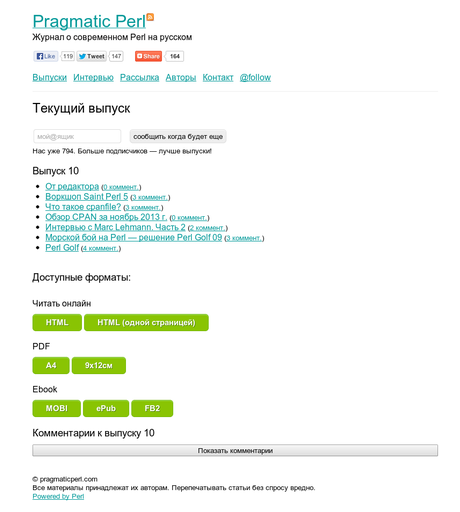 Pragmatic Perl
Журнал о современном Perl на русском
Like 119 Tweet 147 Share 164
Выпуски Интервью Рассылка Авторы Контакт @follow
Текущий выпуск
мой@ящик сообщить когда будет еще
Нас уже 794. Больше подписчиков — лучше выпуски!
Выпуск 10
От редактора (0 коммент.)
Воркшоп Saint Perl 5 (3 коммент.)
Что такое cpanfile? (3 коммент.)
Обзор CPAN за ноябрь 2013 г. (0 коммент.)
Интервью с Marc Lehmann. Часть 2 (2 коммент.)
Морской бой на Perl — решение Perl Golf 09 (3 коммент.)
Perl Golf (4 коммент.)
Доступные форматы:
Читать онлайн
HTML HTML (одной страницей)
PDF
A4 9x12см
Ebook
MOBI ePub FB2
Комментарии к выпуску 10
Показать комментарии
© pragmaticperl.com
Все материалы принадлежат их авторам. Перепечатывать статьи без спросу вредно.
Powered by Perl